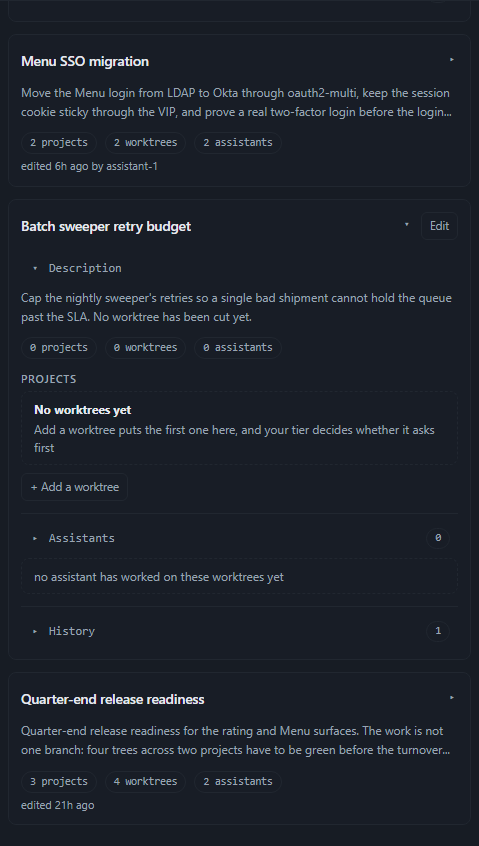 Menu SSO migration
Move the Menu login from LDAP to Okta through oauth2-multi, keep the session
cookie sticky through the VIP, and prove a real two-factor login before the login...
2 projects 2 worktrees 2 assistants
edited 6h ago by assistant-1
Batch sweeper retry budget
Edit
Description
Cap the nightly sweeper's retries so a single bad shipment cannot hold the queue
past the SLA. No worktree has been cut yet.
0 projects 0 worktrees 0 assistants
PROJECTS
No worktrees yet
Add a worktree puts the first one here, and your tier decides whether it asks
first
+ Add a worktree
Assistants 0
no assistant has worked on these worktrees yet
History 1
Quarter-end release readiness
Quarter-end release readiness for the rating and Menu surfaces. The work is not
one branch: four trees across two projects have to be green before the turnover...
3 projects 4 worktrees 2 assistants
edited 21h ago